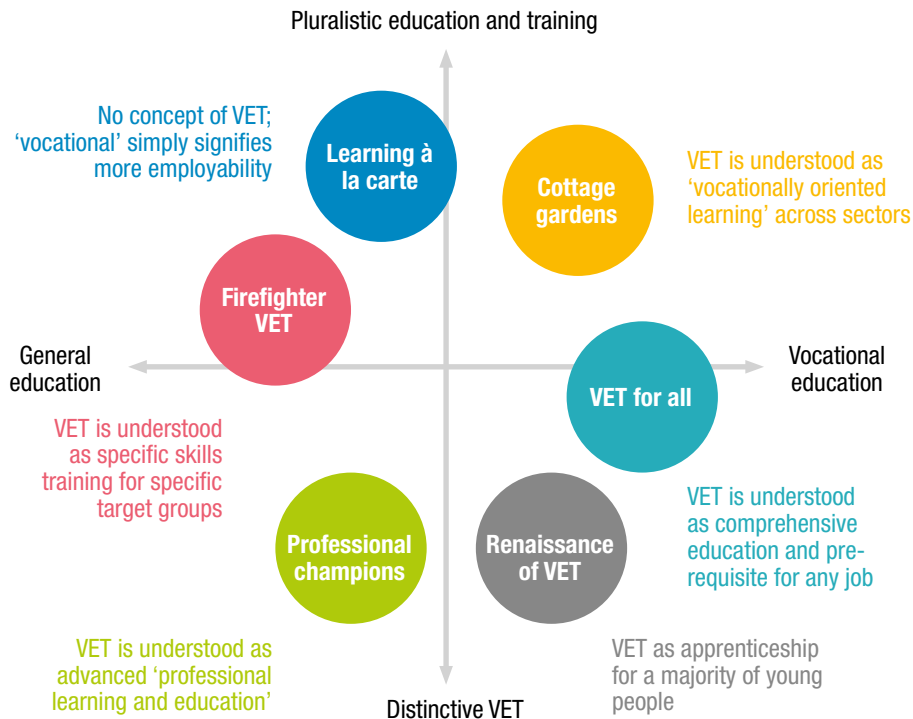 Pluralistic education and training
No concept of VET;
‘vocational’ simply signifies
more employability
Learning à
la carte
Cottage
gardens
VET is understood as
‘vocationally oriented
learning’ across sectors
Firefighter
VET
General
education
Vocational
education
VET for all
VET is understood
as specific skills
training for specific
target groups
Professional
champions
Renaissance
of VET
VET is understood
as comprehensive
education and pre-
requisite for any job
VET is understood as
advanced ‘professional
learning and education’
VET as apprenticeship
for a majority of young
people
Distinctive VET